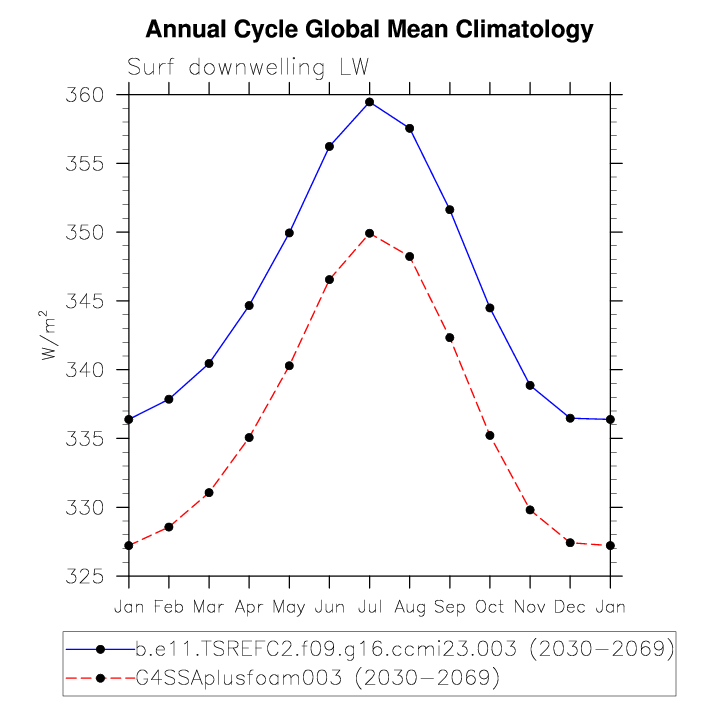 Annual Cycle Global Mean Climatology
Surf downwelling LW
360
355
350
345
340
335
330
325
W/m²
Jan Feb Mar Apr May Jun Jul Aug Sep Oct Nov Dec Jan
b.e11.TSREFC2.f09.g16.ccmi23.003 (2030-2069)
G4SSAplusfoam003 (2030-2069)